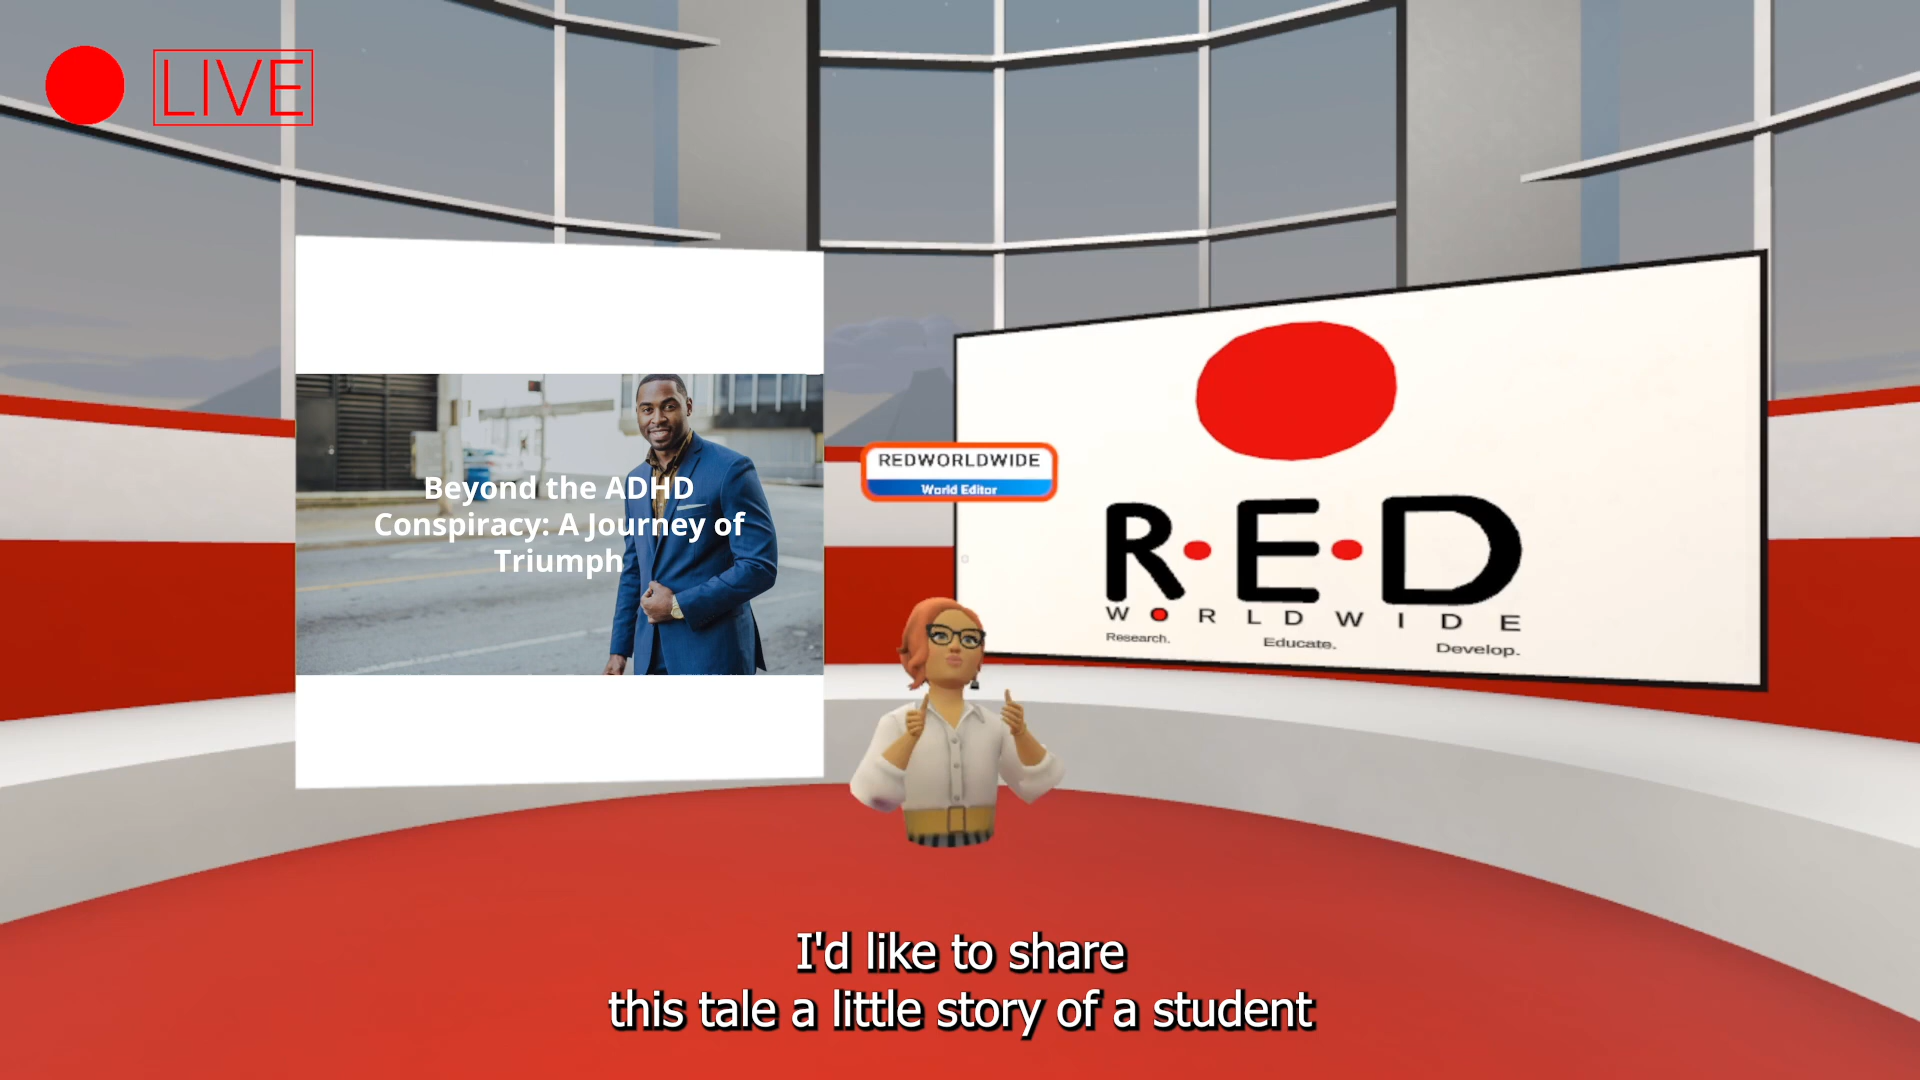 LIVE
Beyond the ADHD
Conspiracy: A Journey of
Triumph
REDWORLDWIDE
World Editor
R•E•D
WORLDWIDE
Research. Educate. Develop.
I'd like to share
this tale a little story of a student